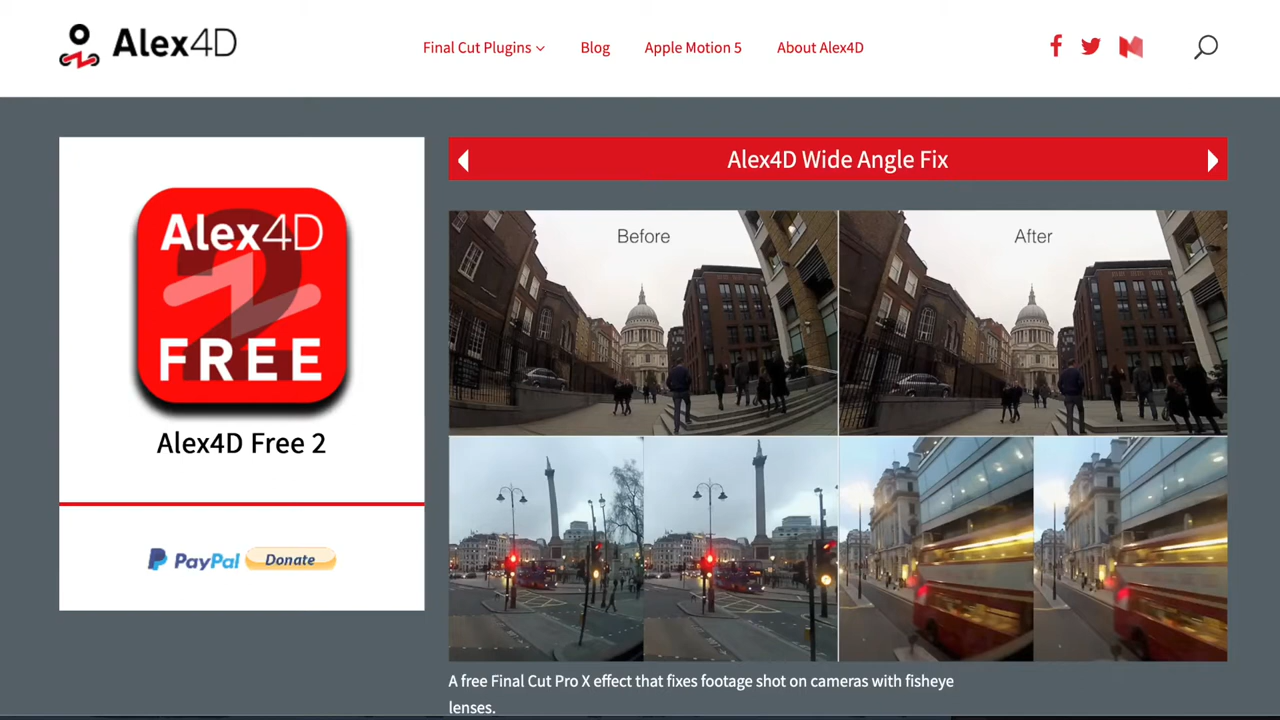 Alex4D
Final Cut Plugins
Blog
Apple Motion 5
About Alex4D
Alex4D
2
FREE
Alex4D Free 2
PayPal Donate
Alex4D Wide Angle Fix
Before
After
A free Final Cut Pro X effect that fixes footage shot on cameras with fisheye
lenses.